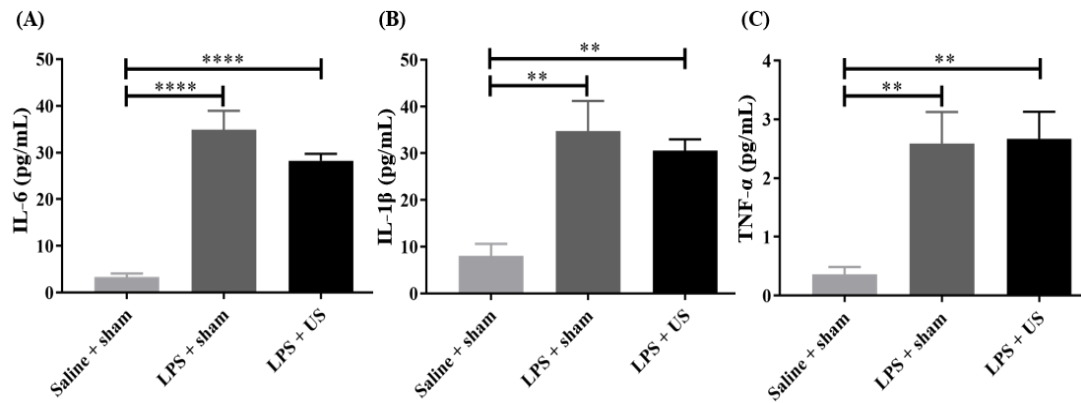 (A)
IL-6 (pg/mL)
50
40
30
20
10
0
****
****
Saline + sham
LPS + sham
LPS + US
(B)
IL-1β (pg/mL)
50
40
30
20
10
0
**
**
Saline + sham
LPS + sham
LPS + US
(C)
TNF-α (pg/mL)
4
3
2
1
0
**
**
Saline + sham
LPS + sham
LPS + US